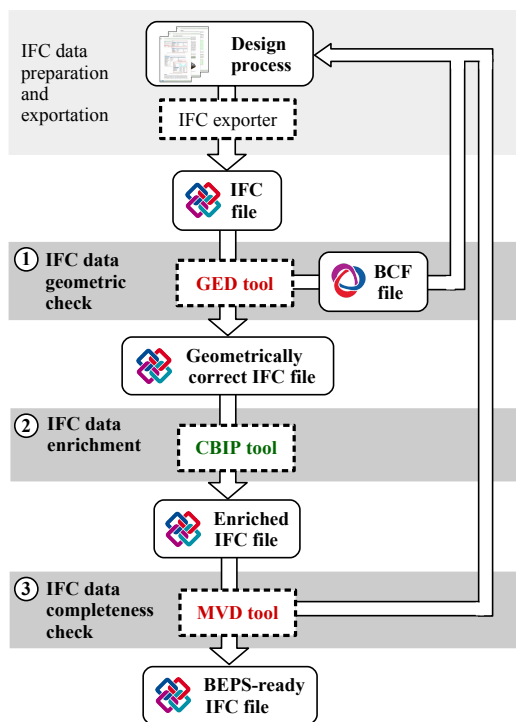 Design
process
IFC data
preparation
and
exportation
IFC exporter
IFC
file
1 IFC data
geometric
check
GED tool
BCF
file
Geometrically
correct IFC file
2 IFC data
enrichment
CBIP tool
Enriched
IFC file
3 IFC data
completeness
check
MVD tool
BEPS-ready
IFC file